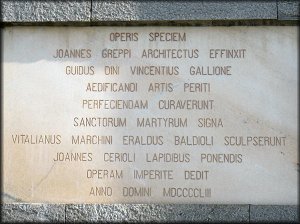 OPERIS SPECIEM
JOANNES GREPPI ARCHITECTUS EFFINXIT
GUIDUS DINI VINCENTIUS GALLIONE
AEDIFICANDI ARTIS PERITI
PERFECIENDAM CURAVERUNT
SANCTORUM MARTYRUM SIGNA
VITALIANUS MARCHINI ERALDUS BALDIOLI SCULPSERUNT
JOANNES CERIOLI LAPIDIBUS PONENDIS
OPERAM IMPERITE DEDIT
ANNO DOMINI MDCCCCLIII